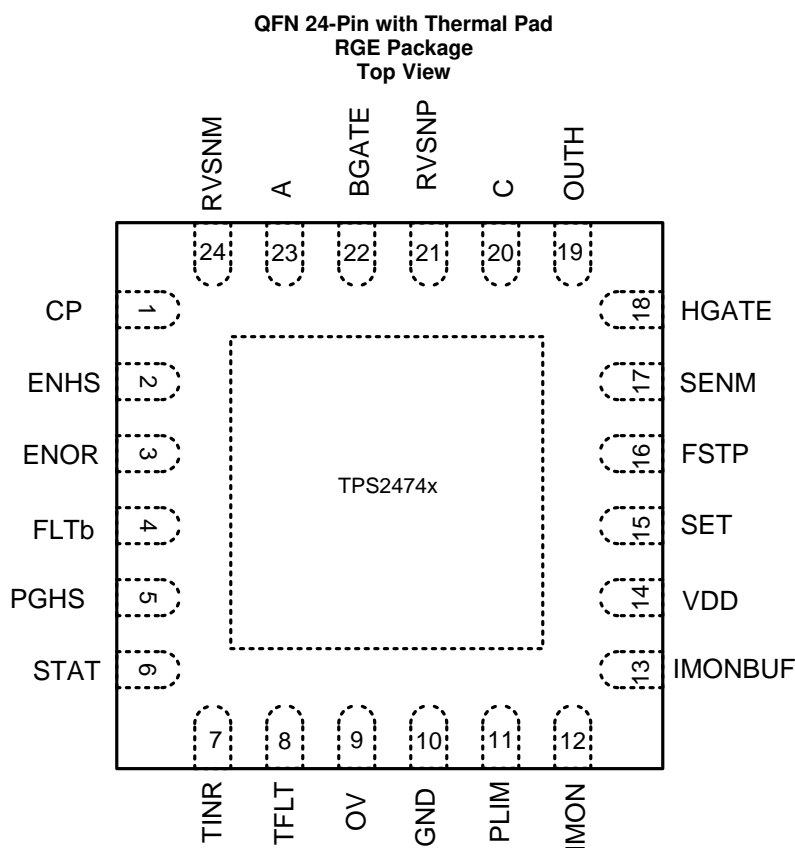 QFN 24-Pin with Thermal Pad
RGE Package
Top View
RVSNM
A
BGATE
RVSNP
C
OUTH
24
23
22
21
20
19
CP
1
18
HGATE
ENHS
2
17
SENM
ENOR
3
16
FSTP
TPS2474x
FLTb
4
15
SET
PGHS
5
14
VDD
STAT
6
13
IMONBUF
7
8
9
10
11
12
TINR
TFLT
OV
GND
PLIM
IMON